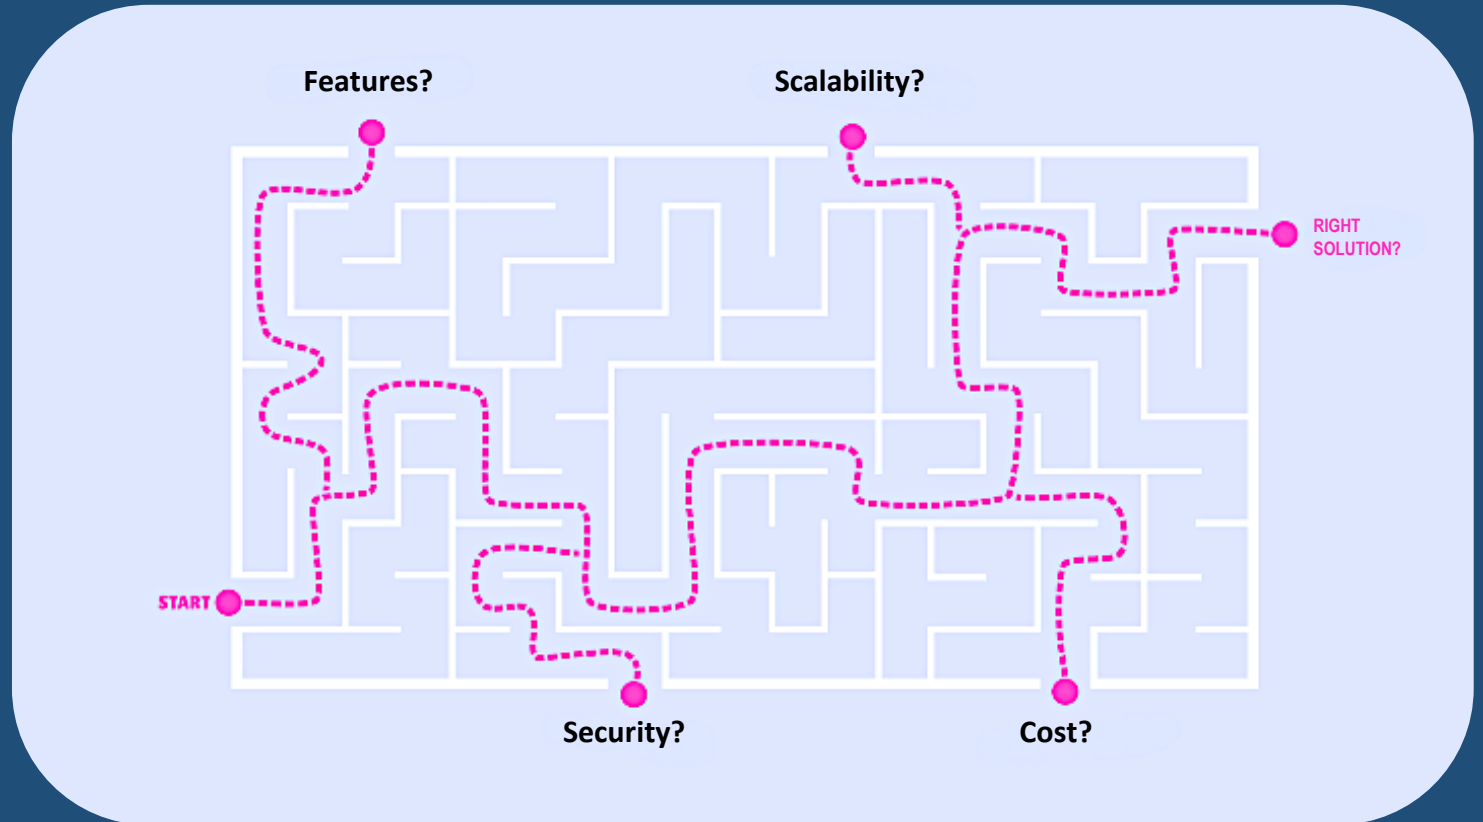 Features?
Scalability?
RIGHT
SOLUTION?
START
Security?
Cost?